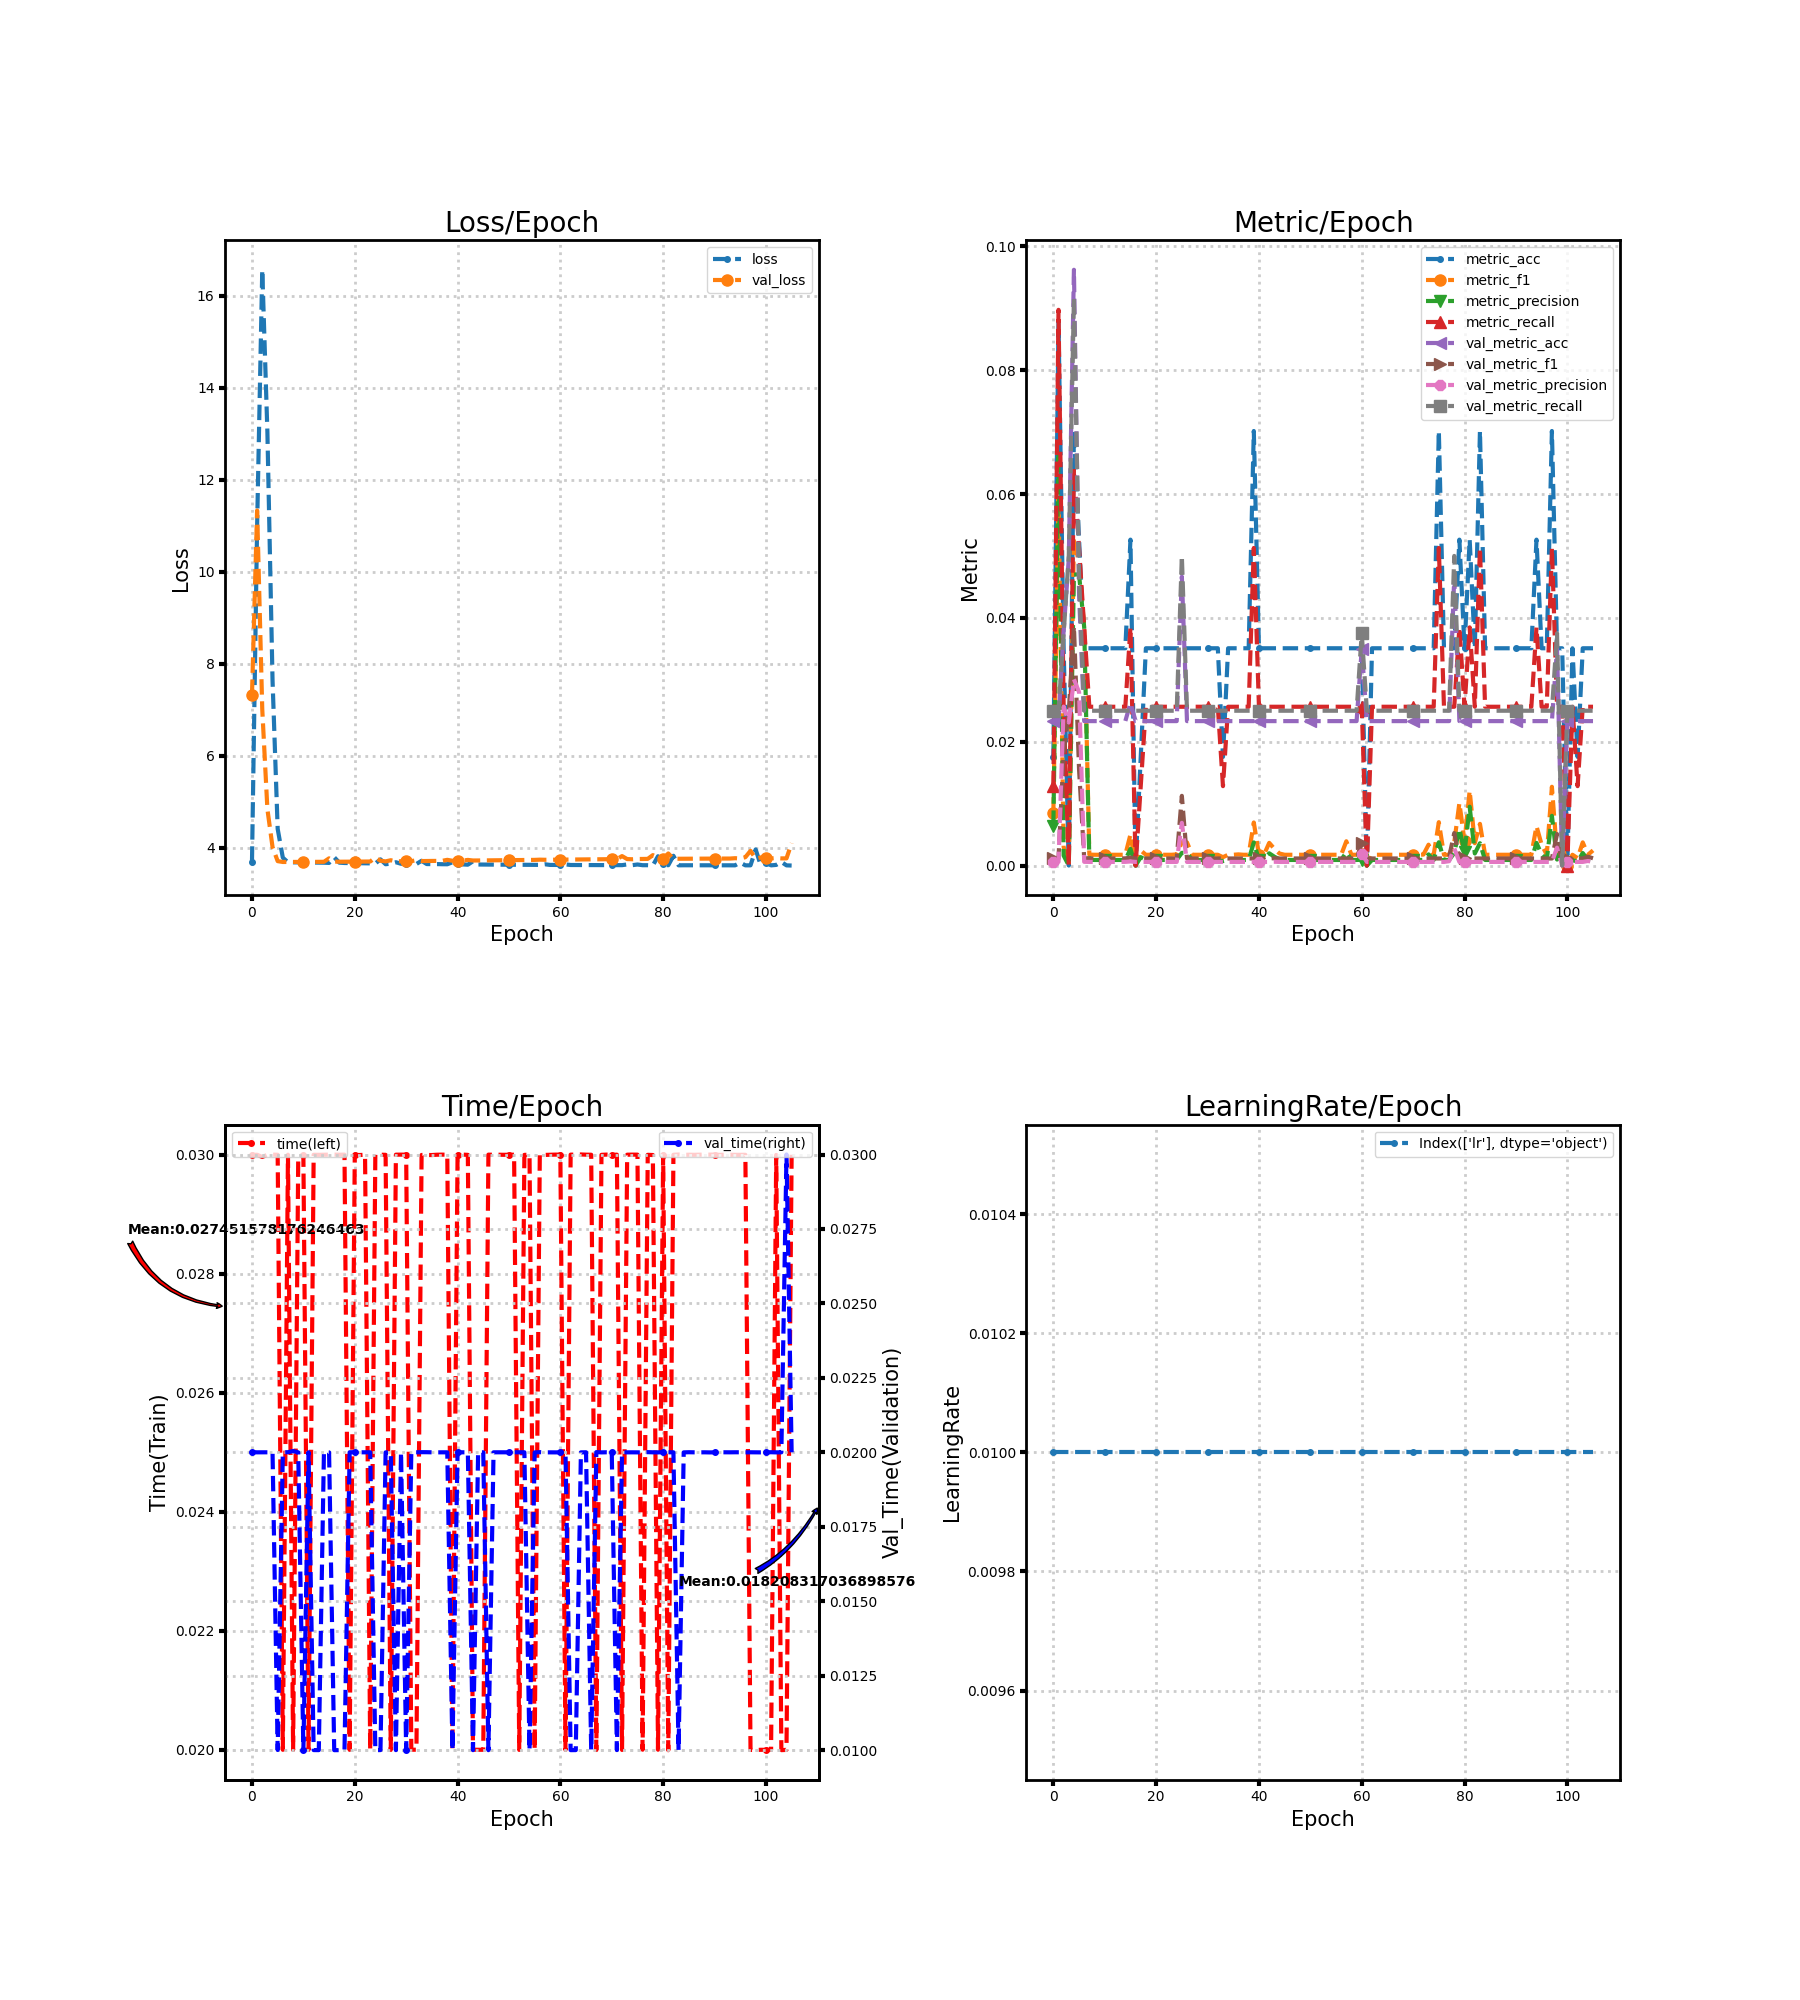 Loss/Epoch
16
14
12
10
8
6
4
Loss
loss
val_loss
0 20 40 60 80 100
Epoch
Metric/Epoch
0.10
0.08
0.06
0.04
0.02
0.00
Metric
metric_acc
metric_f1
metric_precision
metric_recall
val_metric_acc
val_metric_f1
val_metric_precision
val_metric_recall
0 20 40 60 80 100
Epoch
Time/Epoch
time(left)
val_time(right)
0.030
0.028
0.026
0.024
0.022
0.020
Time(Train)
0.0300
0.0275
0.0250
0.0225
0.0200
0.0175
0.0150
0.0125
0.0100
Val_Time(Validation)
Mean:0.018208317036898576
0 20 40 60 80 100
Epoch
LearningRate/Epoch
Index(['lr'], dtype='object')
0.0104
0.0102
0.0100
0.0098
0.0096
LearningRate
0 20 40 60 80 100
Epoch